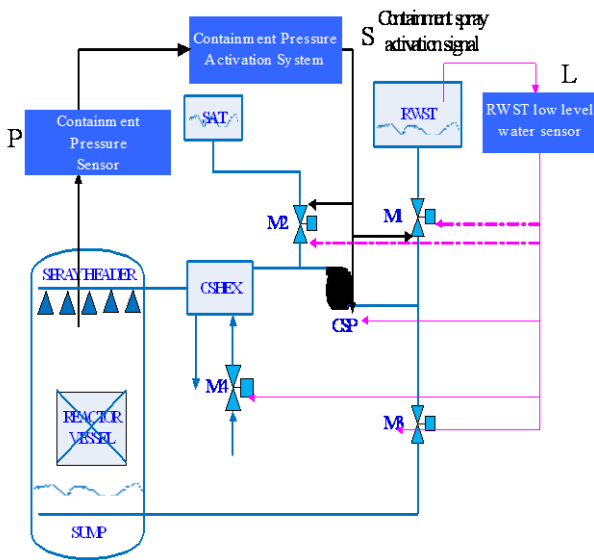 Containment Pressure
Activation System
S
Containment spray
activation signal
L
P
Containment
Pressure
Sensor
SAT
RWST
RWST low level
water sensor
M2
M1
SPRAY HEADER
CSHEX
CSP
M4
M3
REACTOR
VESSEL
SUMP